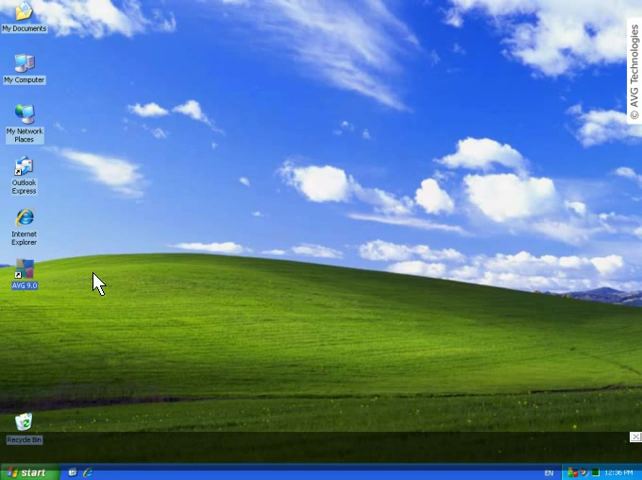 My Documents
© AVG Technologies
My Computer
My Network
Places
Outlook
Express
Internet
Explorer
AVG 9.0
Recycle Bin
start
EN
12:36 PM